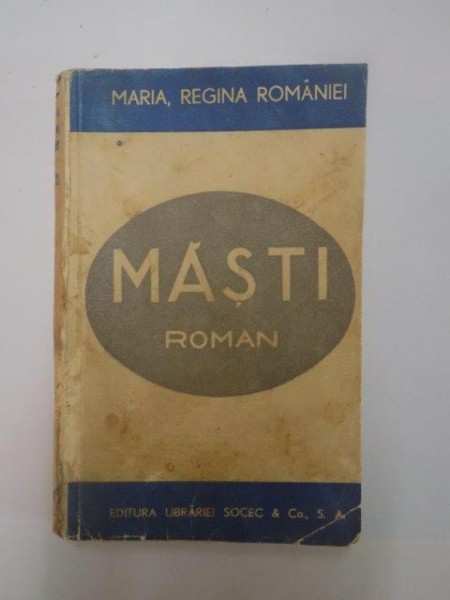 MARIA, REGINA ROMÂNIEI
MĂȘTI
ROMAN
EDITURA LIBRĂRIEI SOCEC & Co., S. A.